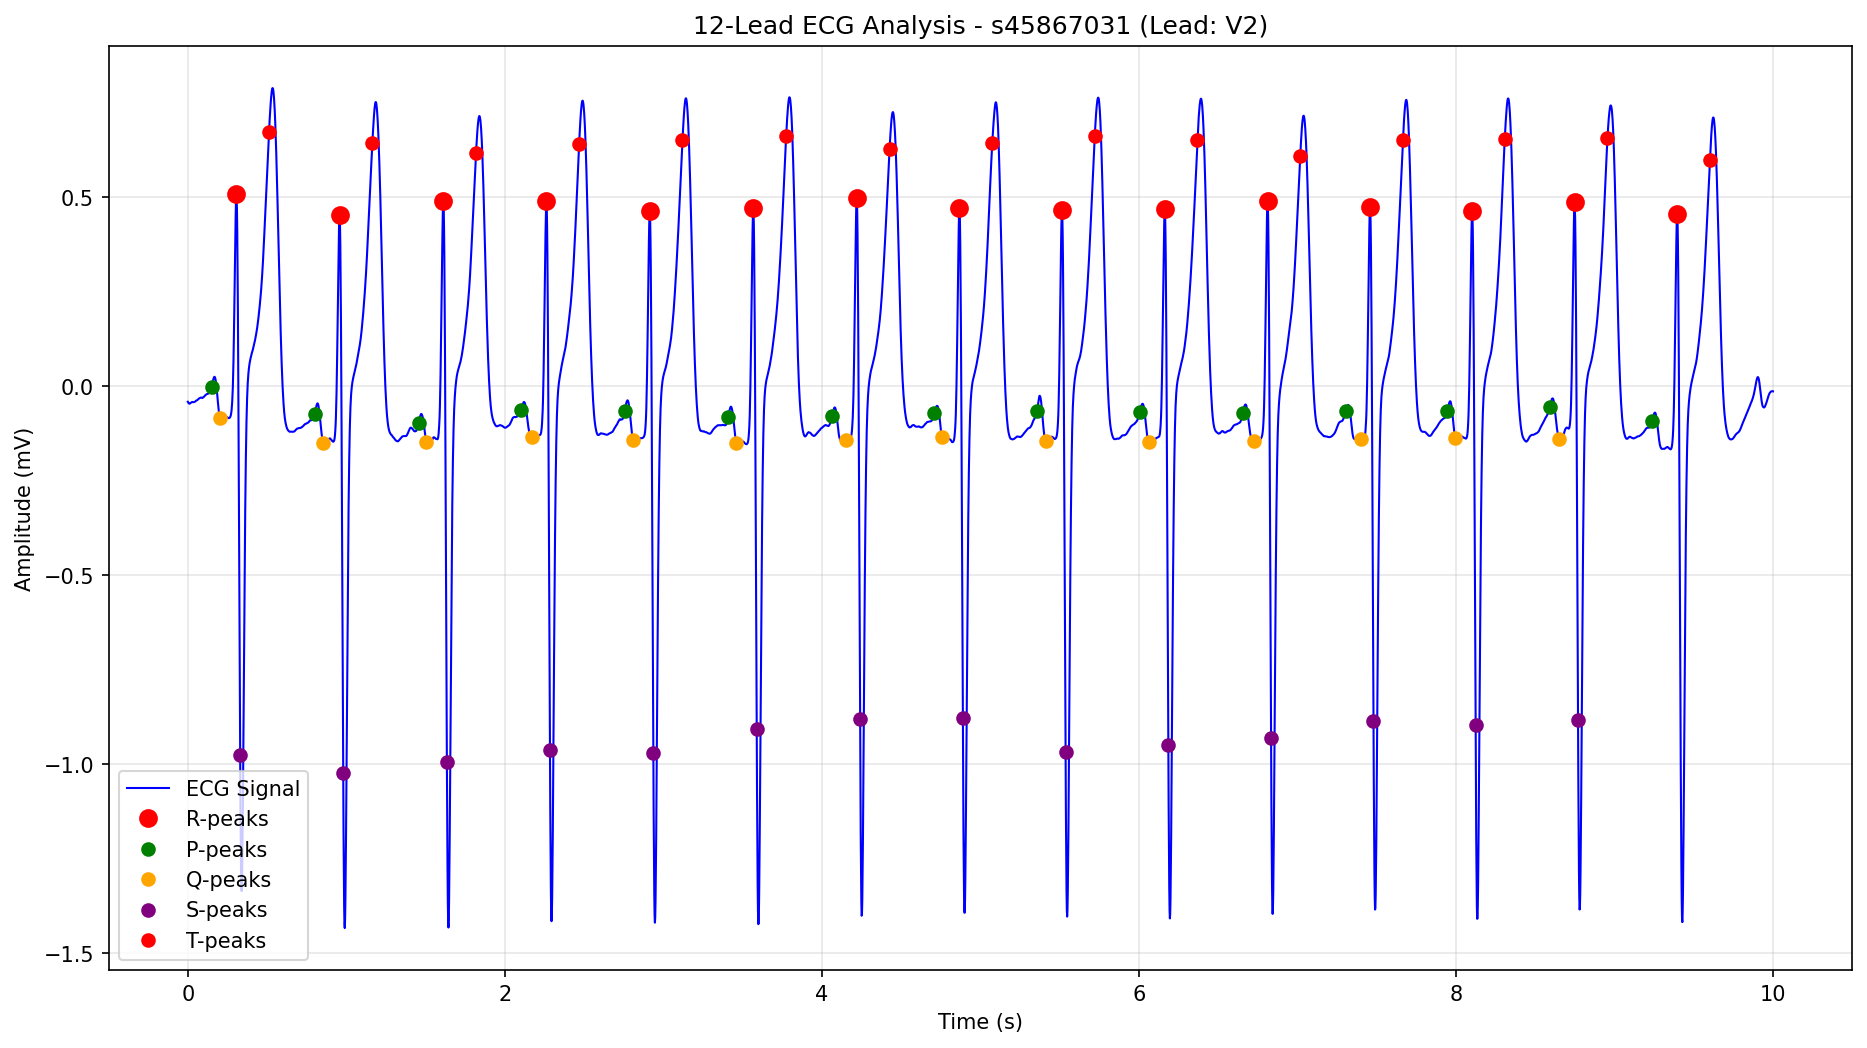 12-Lead ECG Analysis - s45867031 (Lead: V2)
Amplitude (mV)
0.5
0.0
−0.5
−1.0
−1.5
ECG Signal
R-peaks
P-peaks
Q-peaks
S-peaks
T-peaks
0 2 4 6 8 10
Time (s)